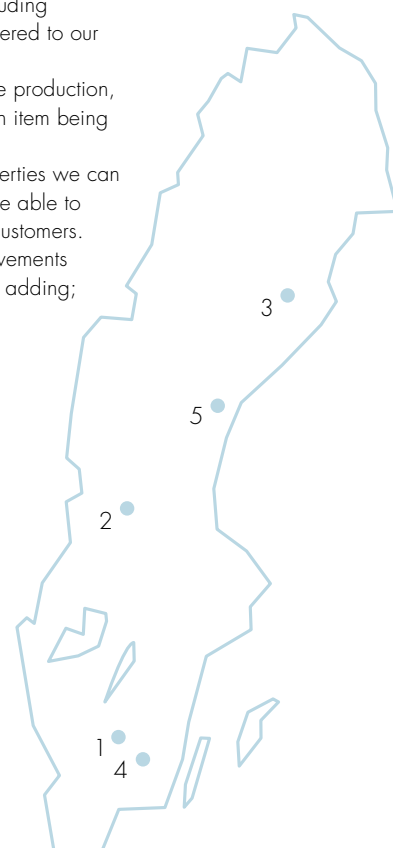 uding
ered to our
e production,
n item being
erties we can
e able to
ustomers.
vements
adding;
3
5
2
1
4